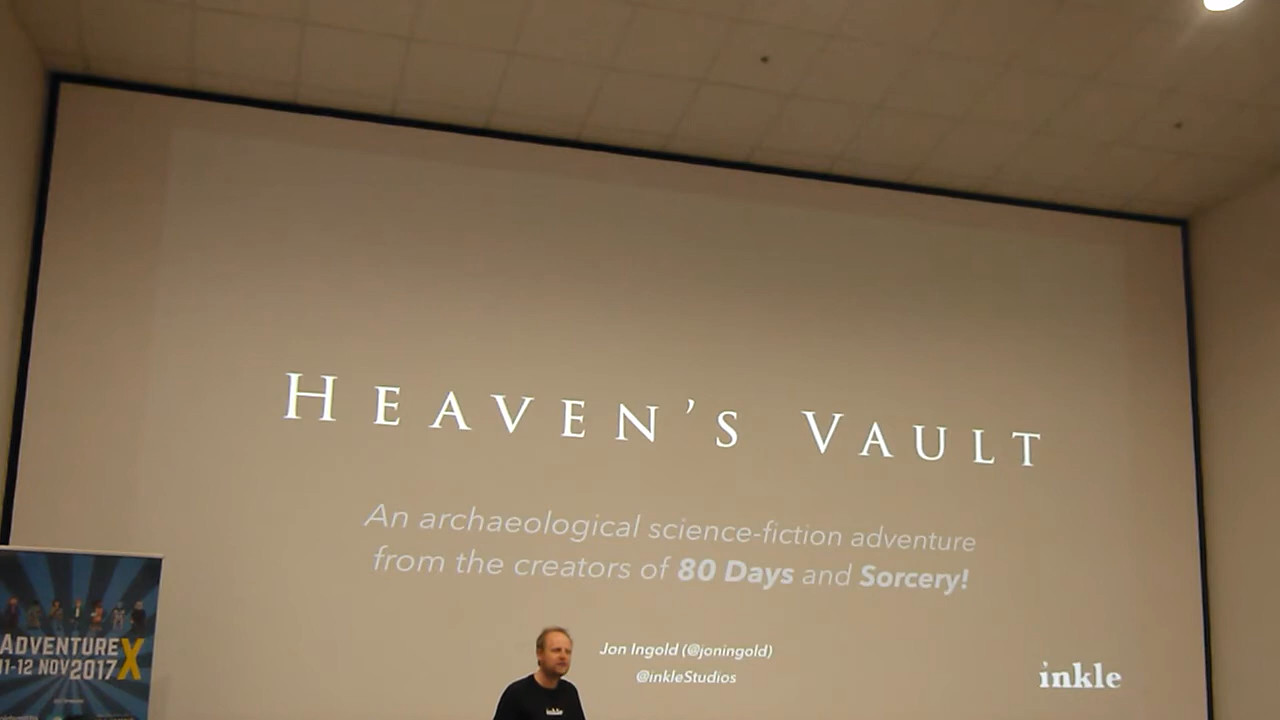 HEAVEN'S VAULT
An archaeological science-fiction adventure
from the creators of 80 Days and Sorcery!
Jon Ingold (@joningold)
@inkleStudios
inkle
inkle
ADVENTUREX
11-12 NOV 2017